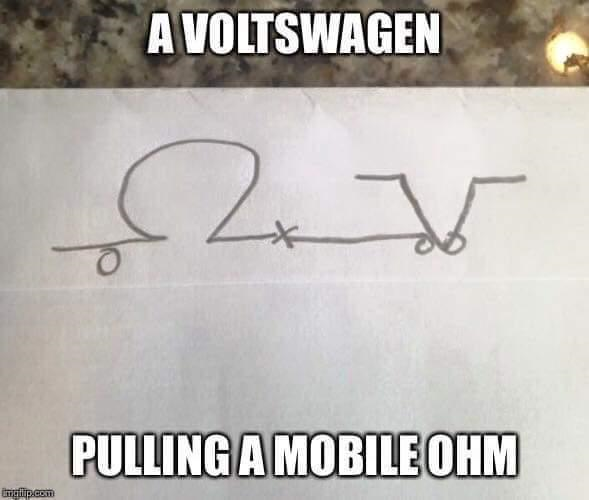 A VOLTSWAGEN
Ω x V
PULLING A MOBILE OHM
imgflip.com